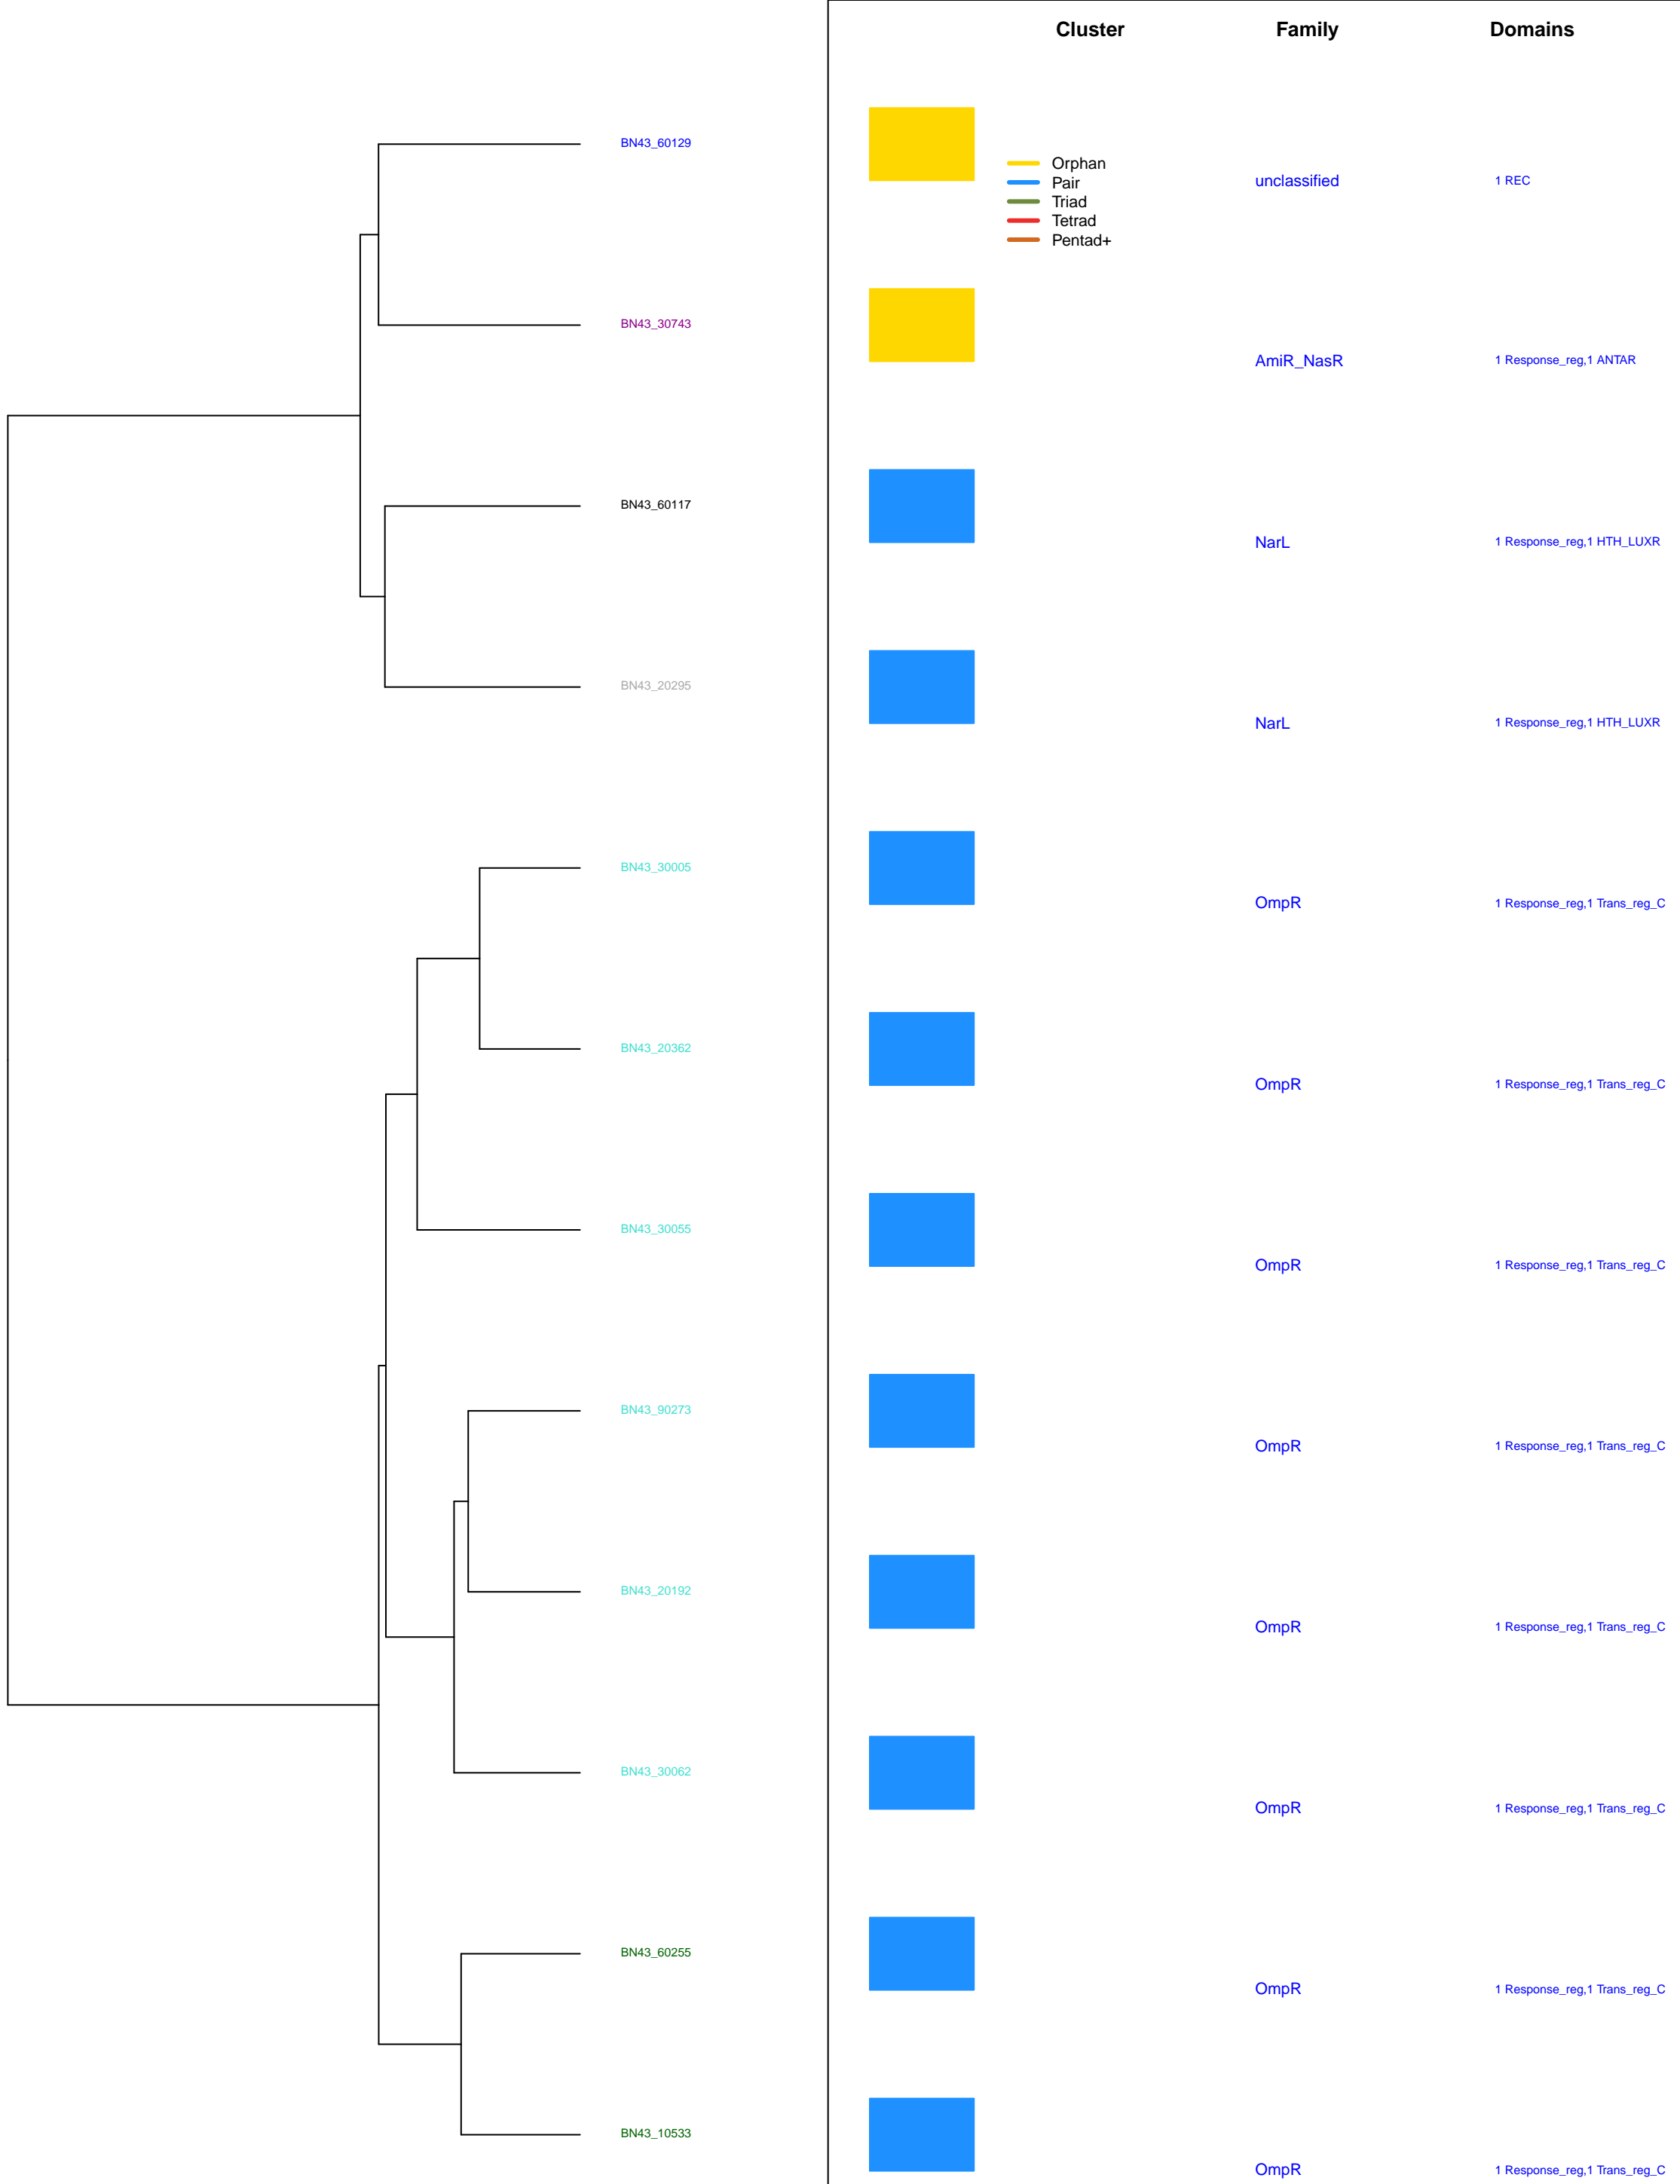 Cluster Family Domains
BN43_60129
Orphan
Pair
Triad
Tetrad
Pentad+
unclassified 1 REC
BN43_30743
AmiR_NasR 1 Response_reg,1 ANTAR
BN43_60117
NarL 1 Response_reg,1 HTH_LUXR
BN43_20295
NarL 1 Response_reg,1 HTH_LUXR
BN43_30005
OmpR 1 Response_reg,1 Trans_reg_C
BN43_20362
OmpR 1 Response_reg,1 Trans_reg_C
BN43_30055
OmpR 1 Response_reg,1 Trans_reg_C
BN43_90273
OmpR 1 Response_reg,1 Trans_reg_C
BN43_20192
OmpR 1 Response_reg,1 Trans_reg_C
BN43_30062
OmpR 1 Response_reg,1 Trans_reg_C
BN43_60255
OmpR 1 Response_reg,1 Trans_reg_C
BN43_10533
OmpR 1 Response_reg,1 Trans_reg_C